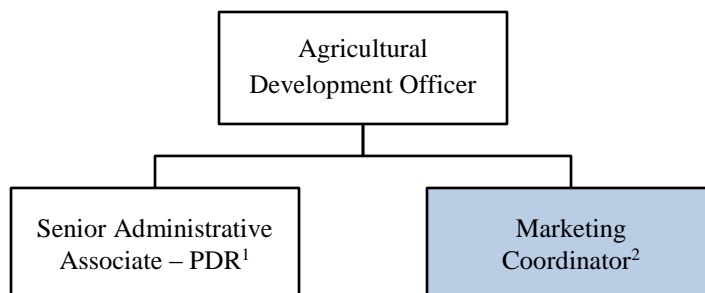 Agricultural
Development Officer
Senior Administrative
Associate – PDR¹
Marketing
Coordinator²